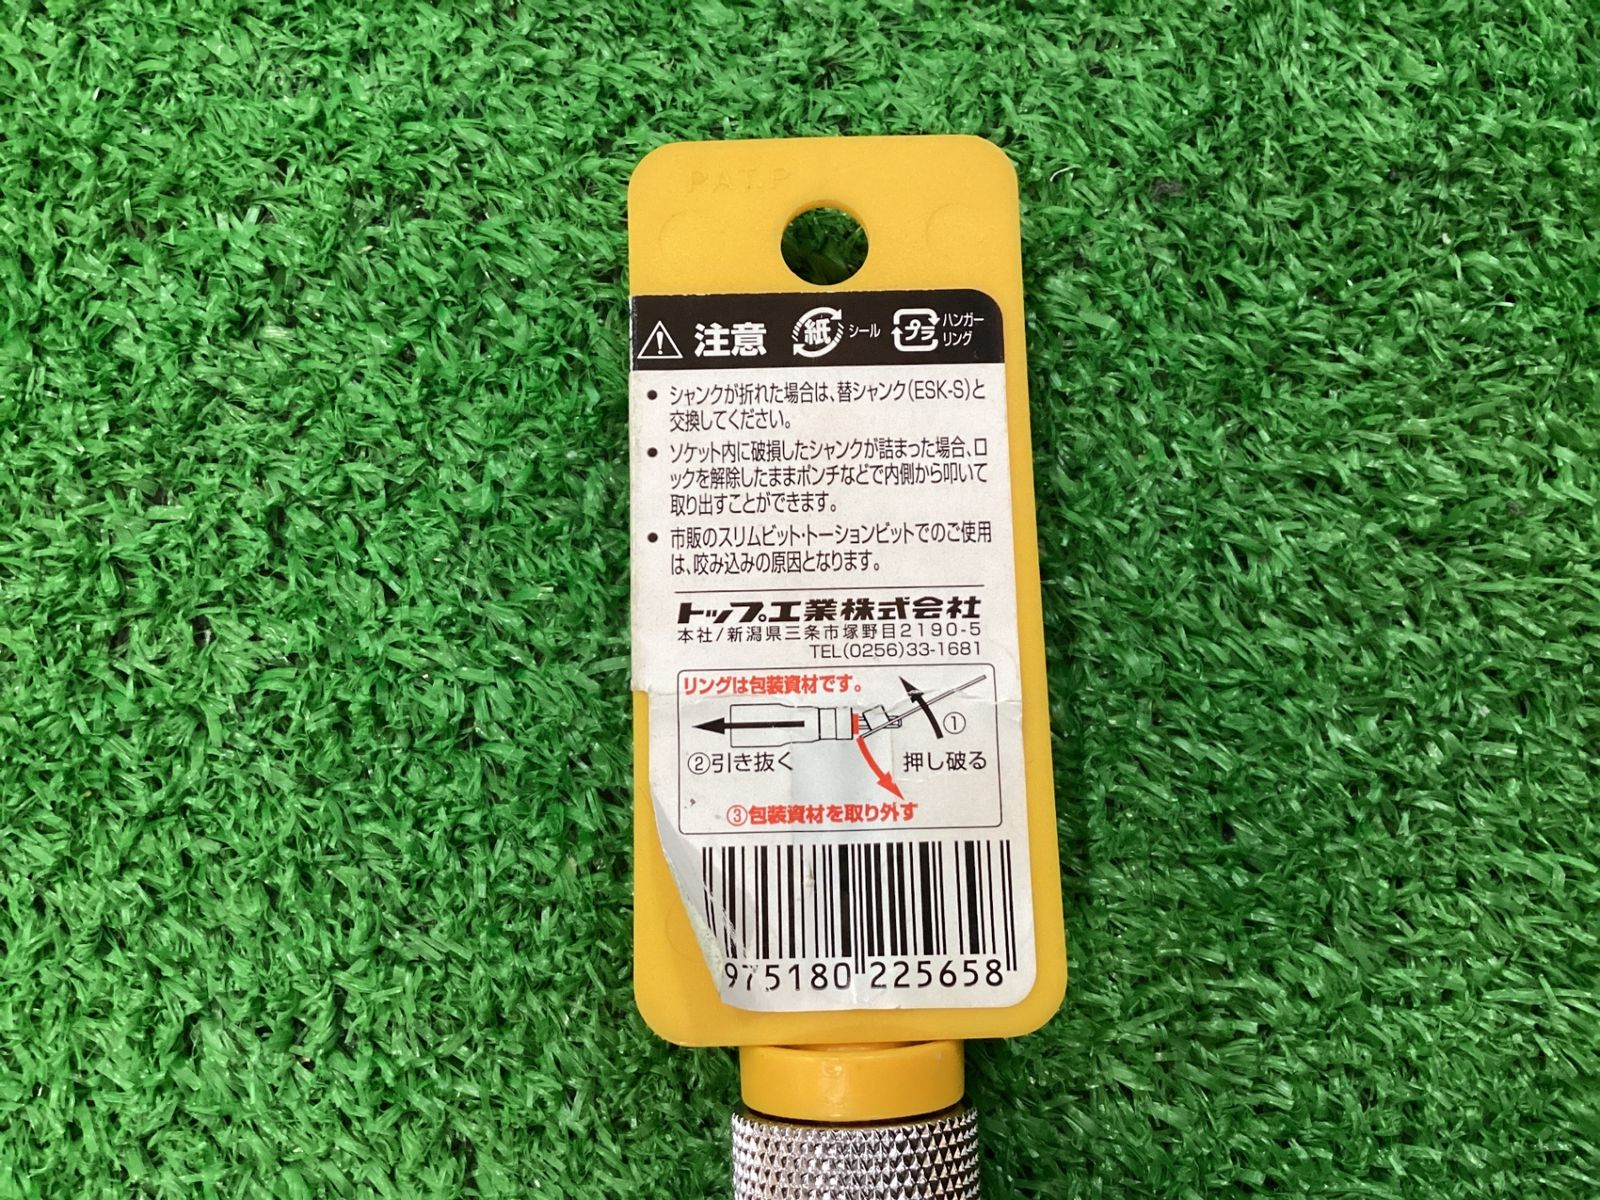 PAT.P
注意 紙 シール プラ ハンガー
リング
• シャンクが折れた場合は、替シャンク(ESK-S)と
交換してください。
• ソケット内に破損したシャンクが詰まった場合、ロ
ックを解除したままポンチなどで内側から叩いて
取り出すことができます。
• 市販のスリムビット・トーションビットでのご使用
は、咬み込みの原因となります。
トップ工業株式会社
本社/新潟県三条市塚野目2190-5
TEL(0256)33-1681
リングは包装資材です。
①
②引き抜く 押し破る
③包装資材を取り外す
975180 225658